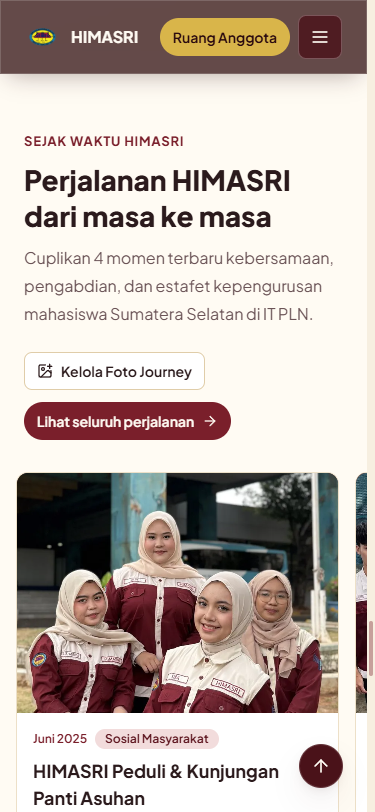 HIMASRI
Ruang Anggota
SEJAK WAKTU HIMASRI
Perjalanan HIMASRI
dari masa ke masa
Cuplikan 4 momen terbaru kebersamaan,
pengabdian, dan estafet kepengurusan
mahasiswa Sumatera Selatan di IT PLN.
Kelola Foto Journey
Lihat seluruh perjalanan
HIMASRI
Juni 2025
Sosial Masyarakat
HIMASRI Peduli & Kunjungan
Panti Asuhan